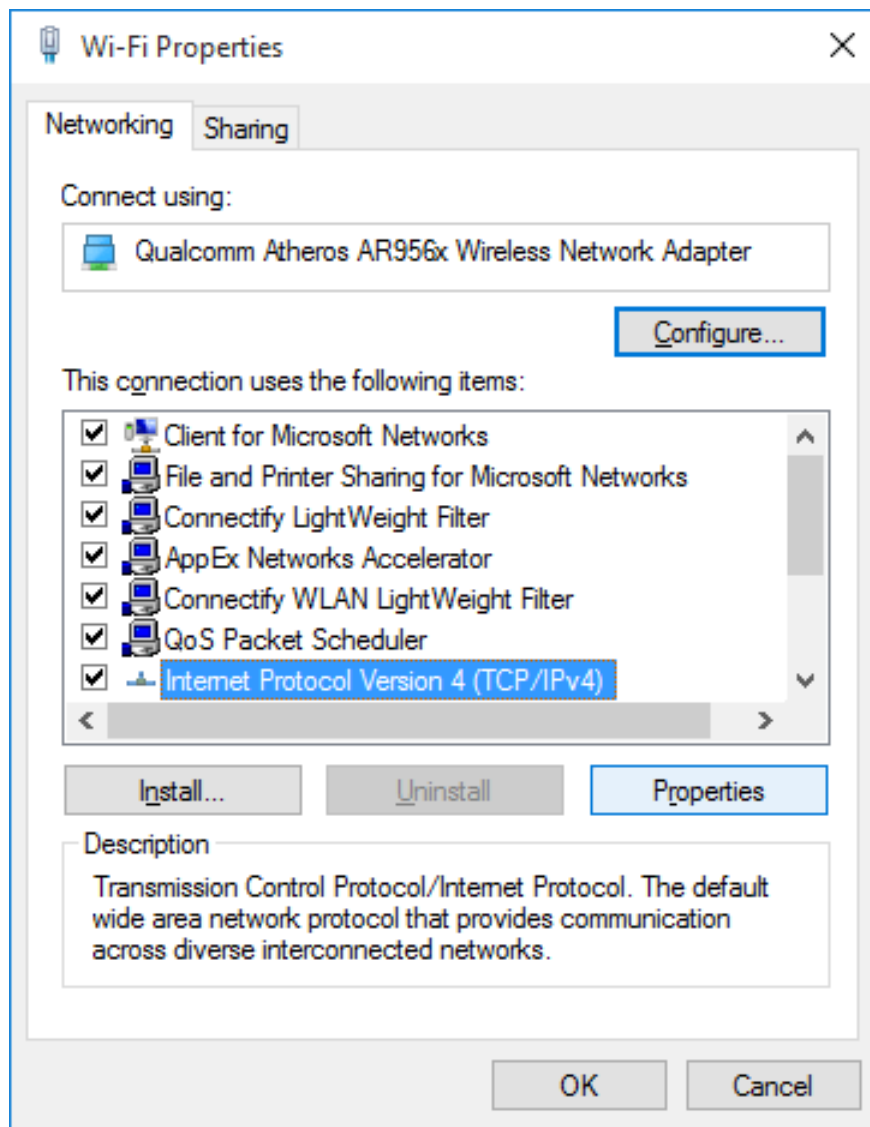 Wi-Fi Properties
Networking
Sharing
Connect using:
Qualcomm Atheros AR956x Wireless Network Adapter
Configure...
This connection uses the following items:
Client for Microsoft Networks
File and Printer Sharing for Microsoft Networks
Connectify LightWeight Filter
AppEx Networks Accelerator
Connectify WLAN LightWeight Filter
QoS Packet Scheduler
Internet Protocol Version 4 (TCP/IPv4)
Install...
Uninstall
Properties
Description
Transmission Control Protocol/Internet Protocol. The default
wide area network protocol that provides communication
across diverse interconnected networks.
OK
Cancel